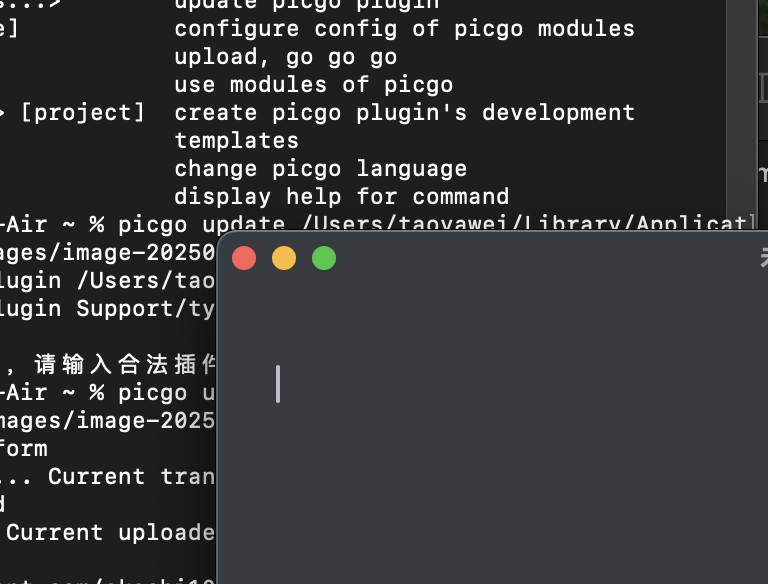 update picgo plugin
e] configure config of picgo modules
upload, go go go
use modules of picgo
> [project] create picgo plugin's development
templates
change picgo language
display help for command
-Air ~ % picgo update /Users/taoyawei/Library/Applicati
ages/image-20250
lugin /Users/tao
lugin Support/ty
, 请输入合法插件
-Air ~ % picgo u
mages/image-2025
form
... Current tran
d
Current uploade